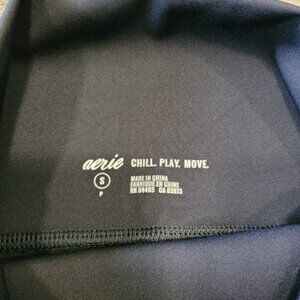 aerie CHILL. PLAY. MOVE.
S
P
MADE IN CHINA
FABRIQUÉ EN CHINE
RN 54485 CA 03873